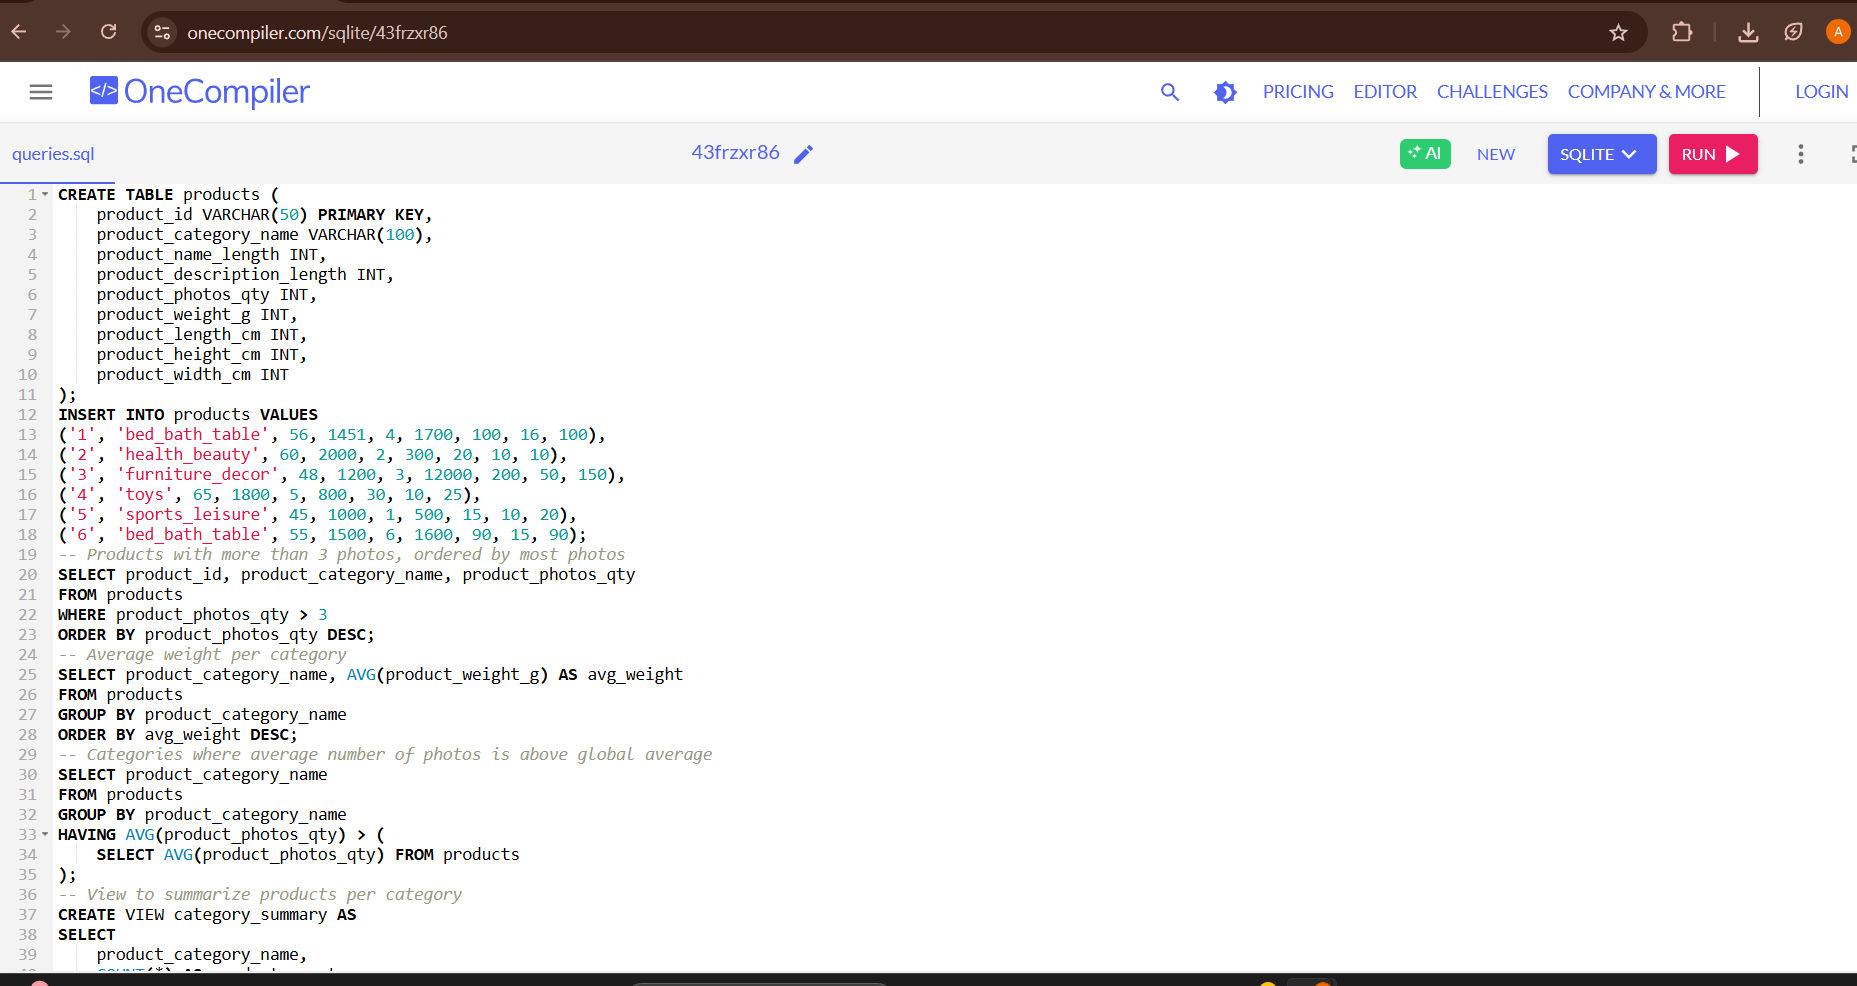 onecompiler.com/sqlite/43frzxr86
A
</> OneCompiler
PRICING EDITOR CHALLENGES COMPANY & MORE LOGIN
queries.sql
43frzxr86
AI NEW SQLITE RUN
1 CREATE TABLE products (
2 product_id VARCHAR(50) PRIMARY KEY,
3 product_category_name VARCHAR(100),
4 product_name_length INT,
5 product_description_length INT,
6 product_photos_qty INT,
7 product_weight_g INT,
8 product_length_cm INT,
9 product_height_cm INT,
10 product_width_cm INT
11 );
12 INSERT INTO products VALUES
13 ('1', 'bed_bath_table', 56, 1451, 4, 1700, 100, 16, 100),
14 ('2', 'health_beauty', 60, 2000, 2, 300, 20, 10, 10),
15 ('3', 'furniture_decor', 48, 1200, 3, 12000, 200, 50, 150),
16 ('4', 'toys', 65, 1800, 5, 800, 30, 10, 25),
17 ('5', 'sports_leisure', 45, 1000, 1, 500, 15, 10, 20),
18 ('6', 'bed_bath_table', 55, 1500, 6, 1600, 90, 15, 90);
19 -- Products with more than 3 photos, ordered by most photos
20 SELECT product_id, product_category_name, product_photos_qty
21 FROM products
22 WHERE product_photos_qty > 3
23 ORDER BY product_photos_qty DESC;
24 -- Average weight per category
25 SELECT product_category_name, AVG(product_weight_g) AS avg_weight
26 FROM products
27 GROUP BY product_category_name
28 ORDER BY avg_weight DESC;
29 -- Categories where average number of photos is above global average
30 SELECT product_category_name
31 FROM products
32 GROUP BY product_category_name
33 HAVING AVG(product_photos_qty) > (
34 SELECT AVG(product_photos_qty) FROM products
35 );
36 -- View to summarize products per category
37 CREATE VIEW category_summary AS
38 SELECT
39 product_category_name,